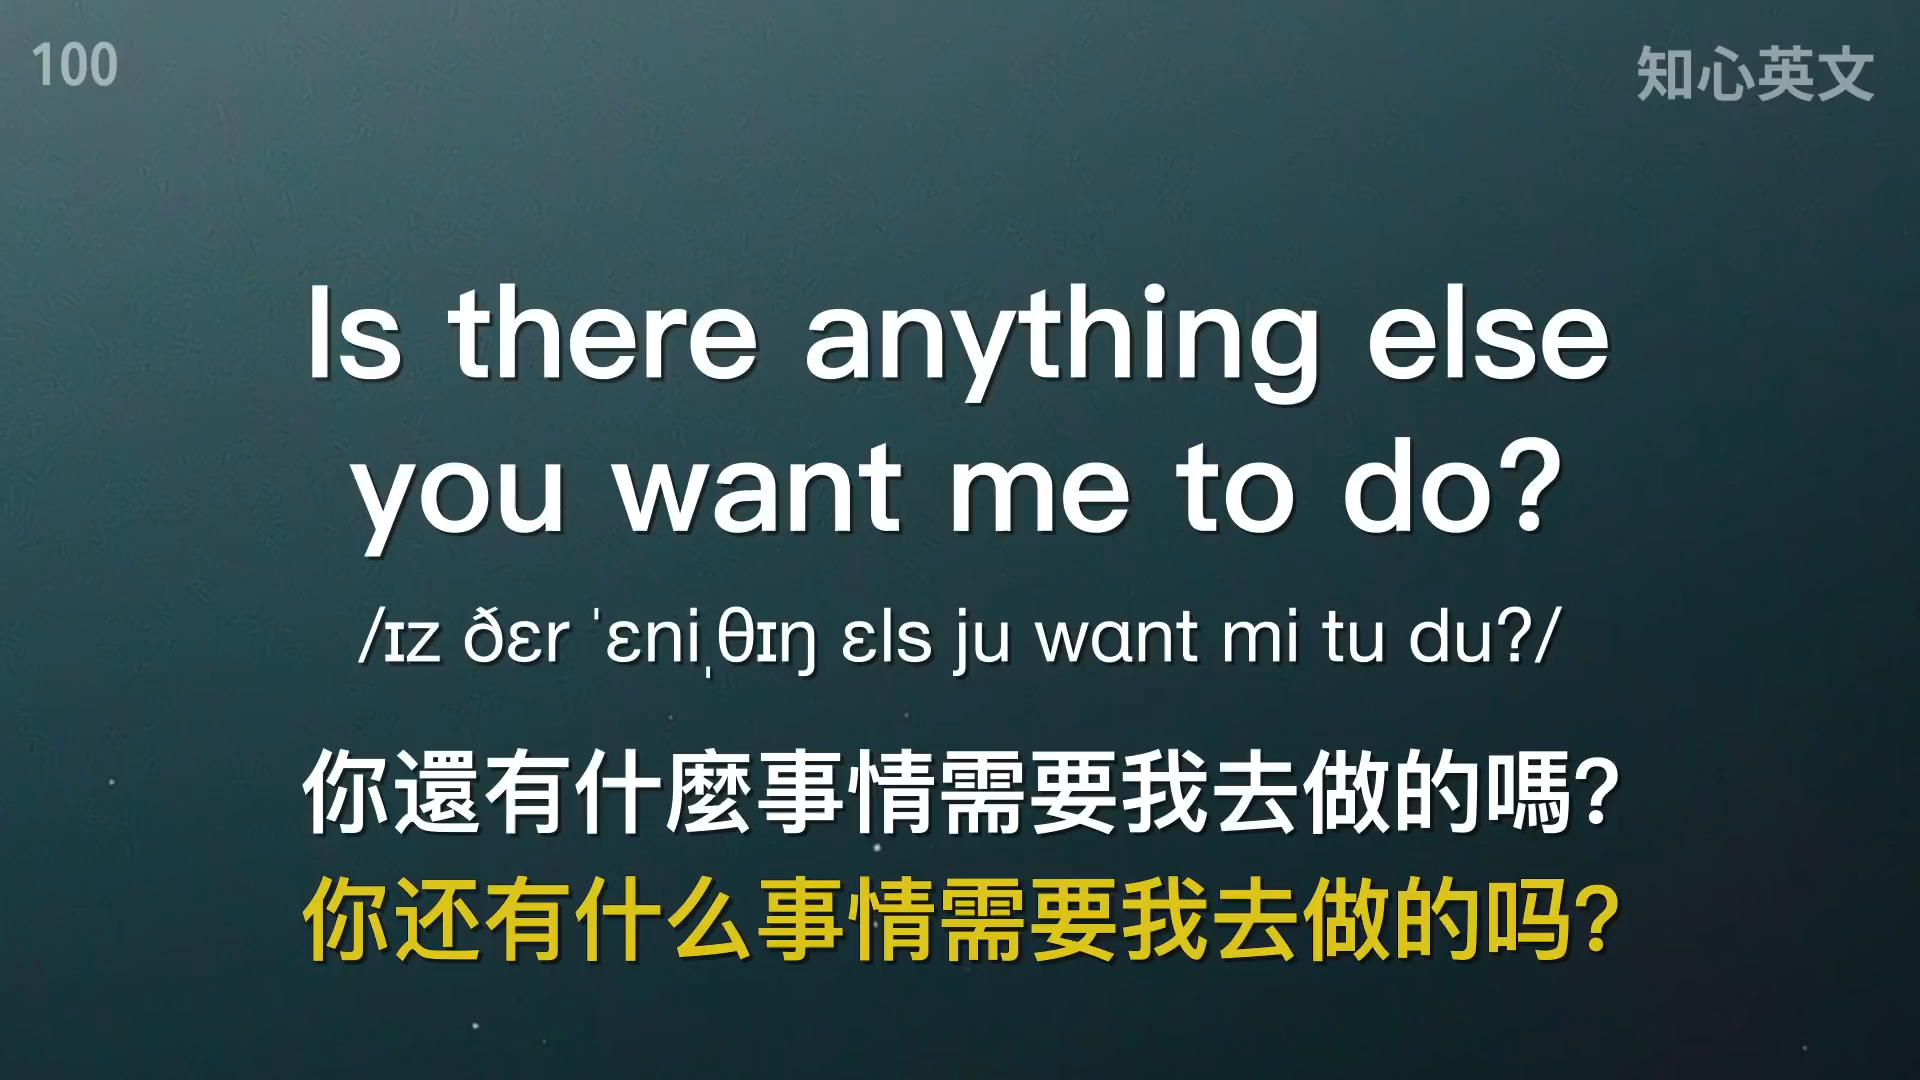 100
知心英文
Is there anything else
you want me to do?
/ɪz ðɛr ˈɛniˌθɪŋ ɛls ju wɑnt mi tu du?/
你還有什麼事情需要我去做的嗎?
你还有什么事情需要我去做的吗?